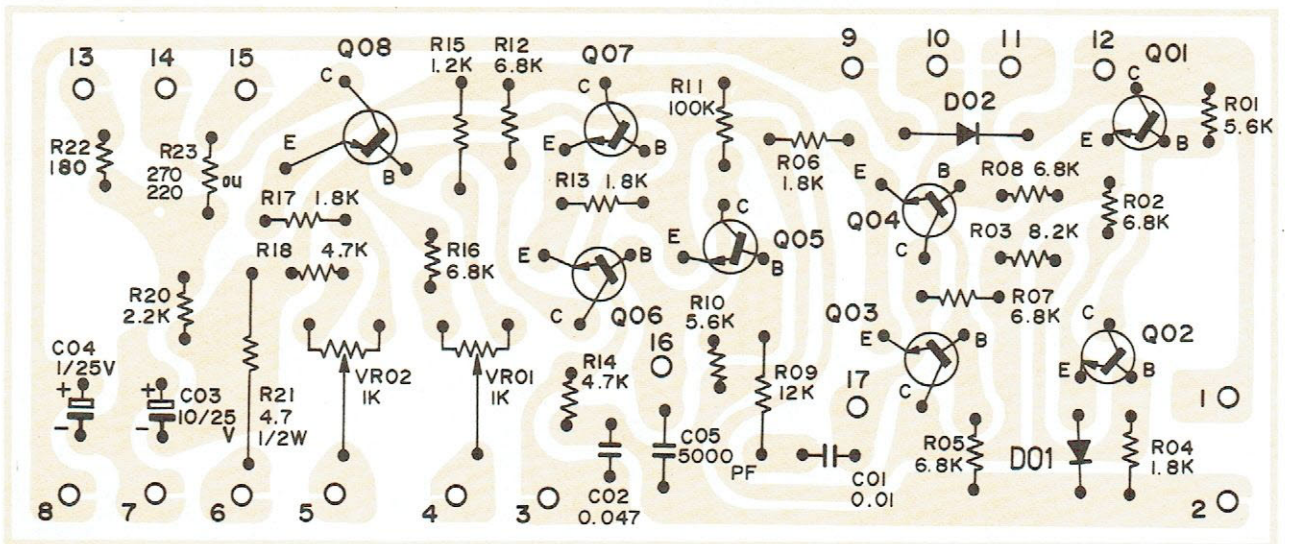 13
14
15
Q08
C
E
B
R15
1.2K
R12
6.8K
Q07
C
E
B
R11
100K
9
10
11
12
Q01
C
E
B
D02
R01
5.6K
R22
180
R23
270
ou
220
R17 1.8K
R18 4.7K
R13 1.8K
R06
1.8K
R08 6.8K
R02
6.8K
E
B
Q04
C
R03 8.2K
C
E
Q05
B
R16
6.8K
E
B
C
Q06
R20
2.2K
R10
5.6K
R07
6.8K
Q03
E
B
C
Q02
C
E
B
16
17
1
C04
1/25V
+
-
+
-
C03
10/25
V
R21
4.7
1/2W
VR02
1K
VR01
1K
R14
4.7K
R09
12K
R05
6.8K
D01
R04
1.8K
C05
5000
PF
C01
0.01
C02
0.047
8
7
6
5
4
3
2